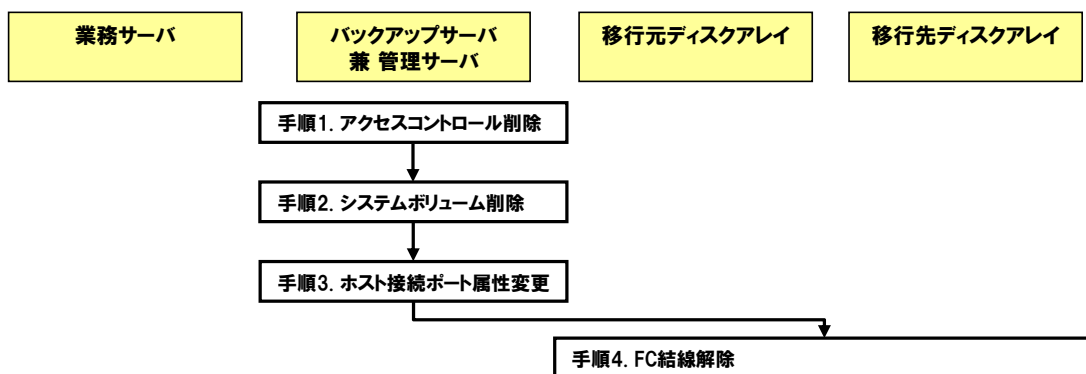 業務サーバ
バックアップサーバ
兼 管理サーバ
移行元ディスクアレイ
移行先ディスクアレイ
手順1. アクセスコントロール削除
手順2. システムボリューム削除
手順3. ホスト接続ポート属性変更
手順4. FC結線解除